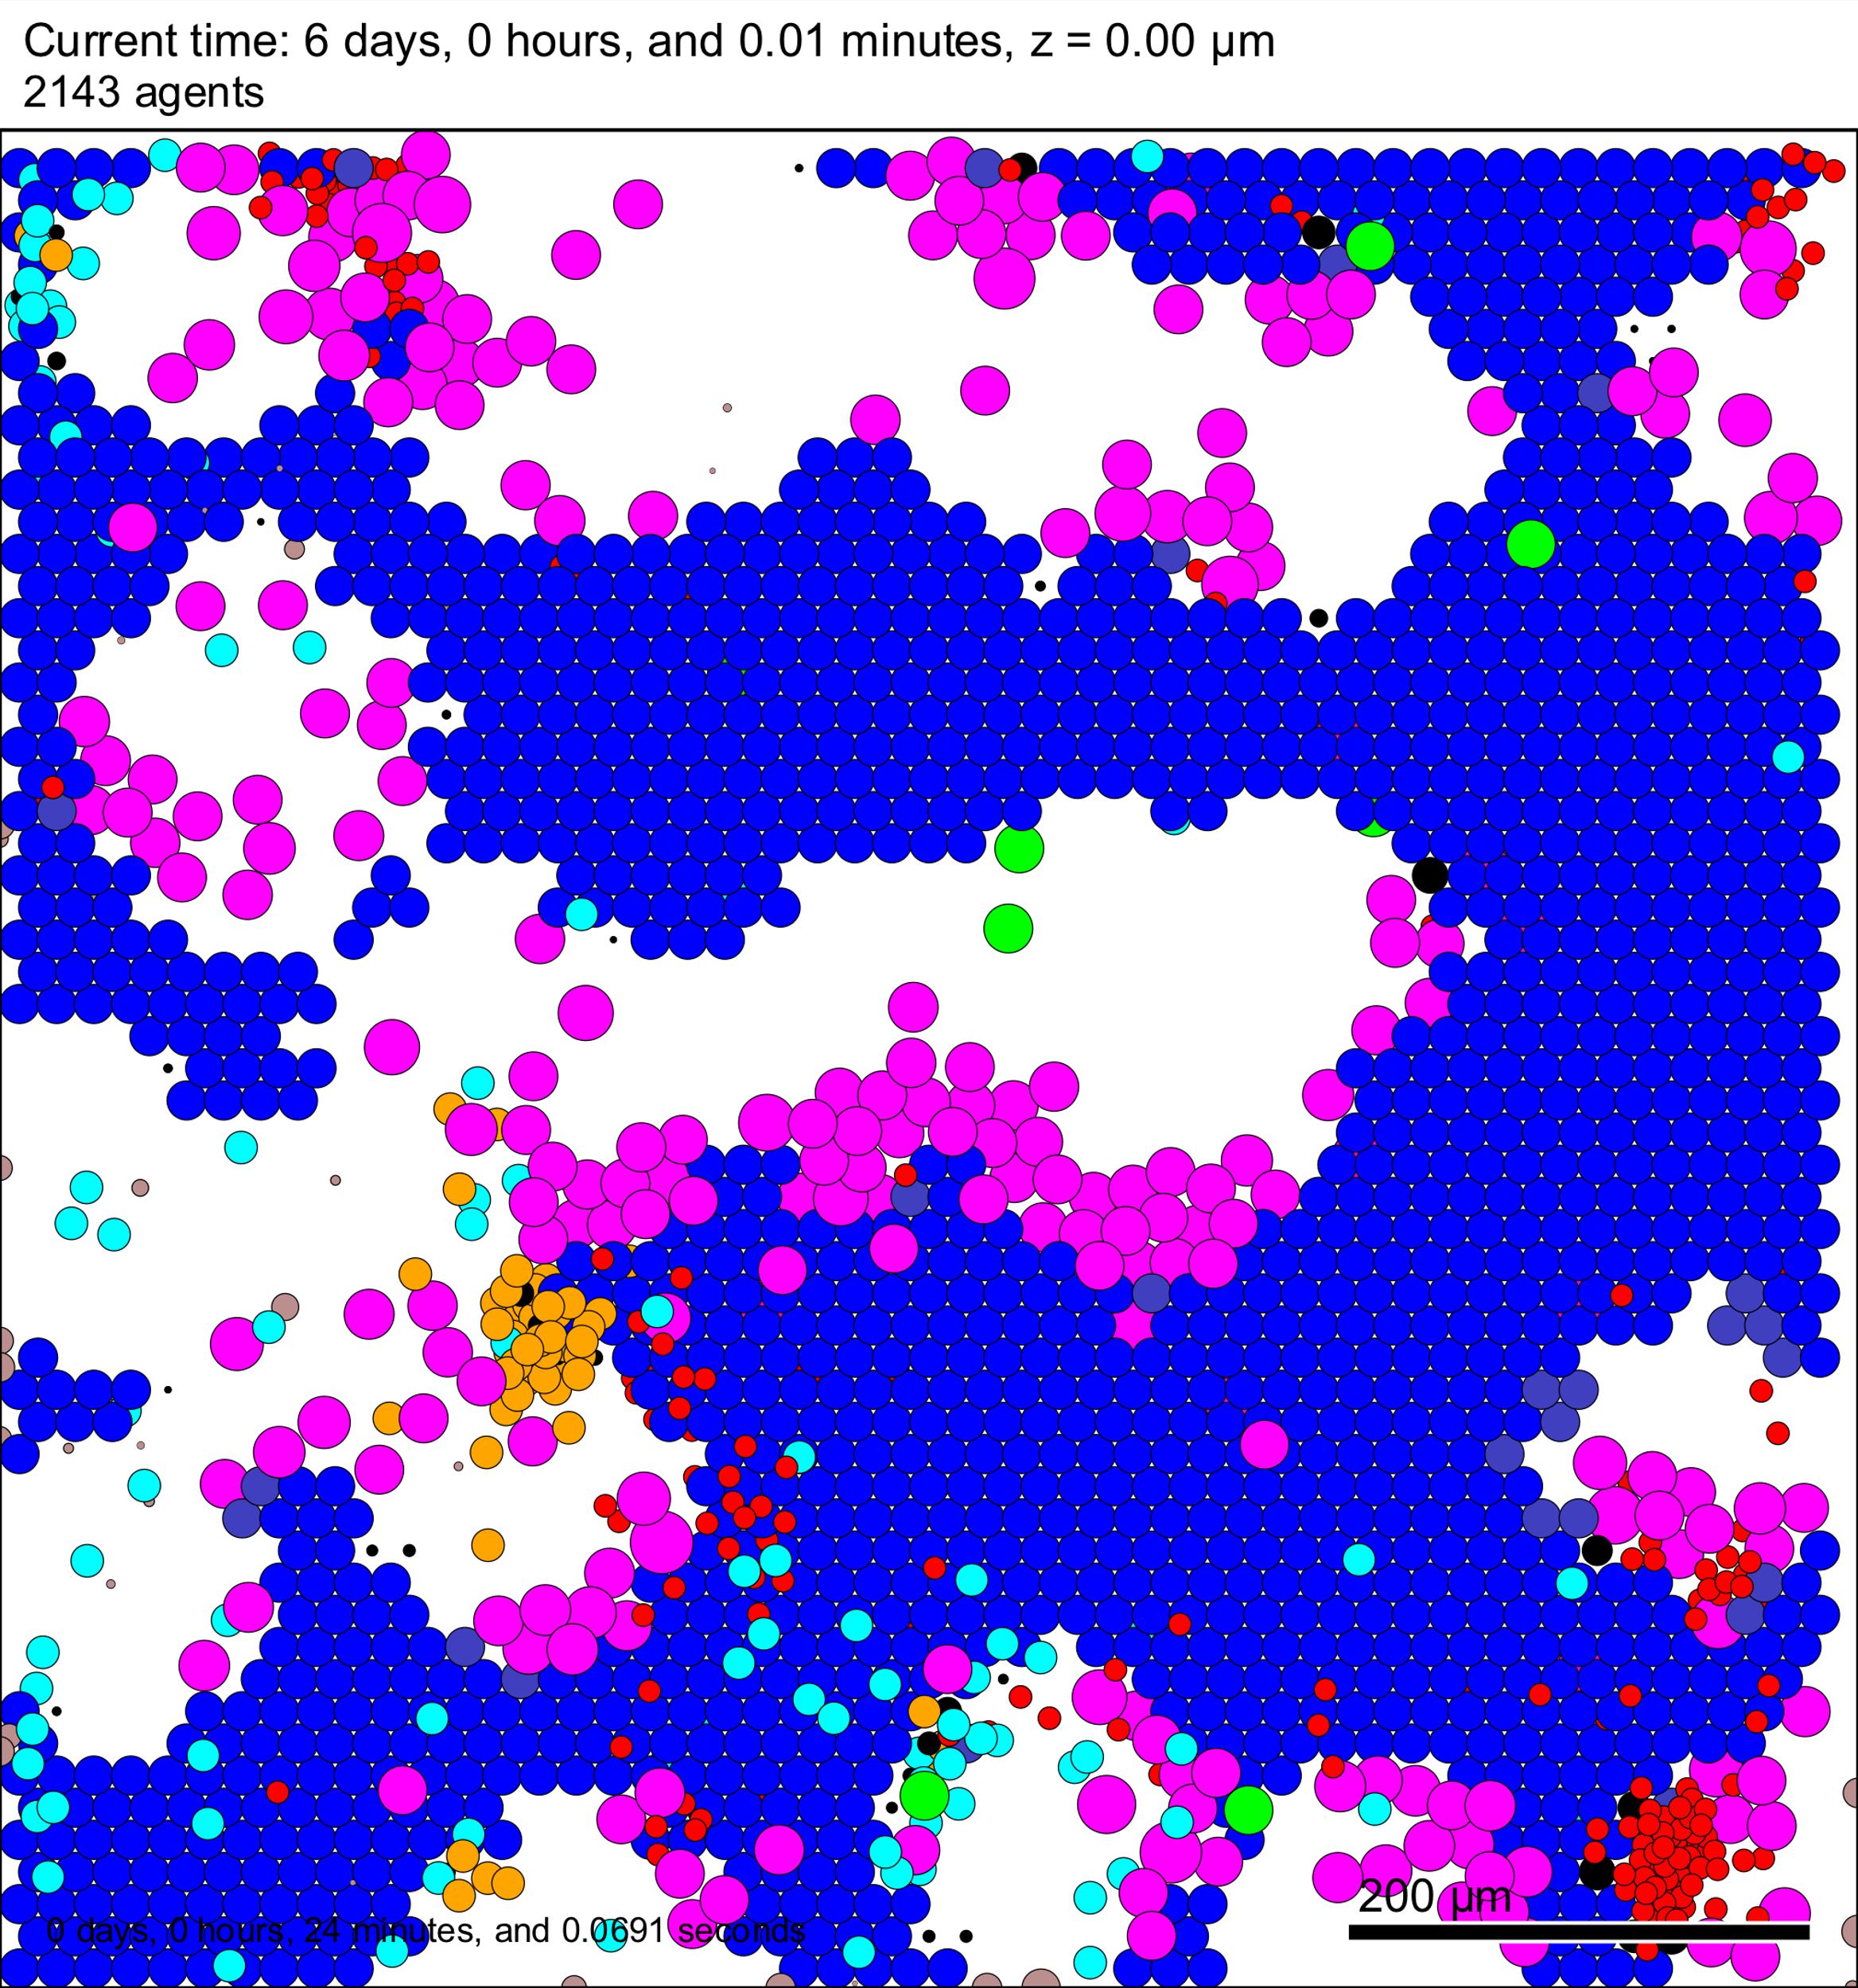 Current time: 6 days, 0 hours, and 0.01 minutes, z = 0.00 μm
2143 agents
200 μm
0 days, 0 hours, 24 minutes, and 0.0691 seconds